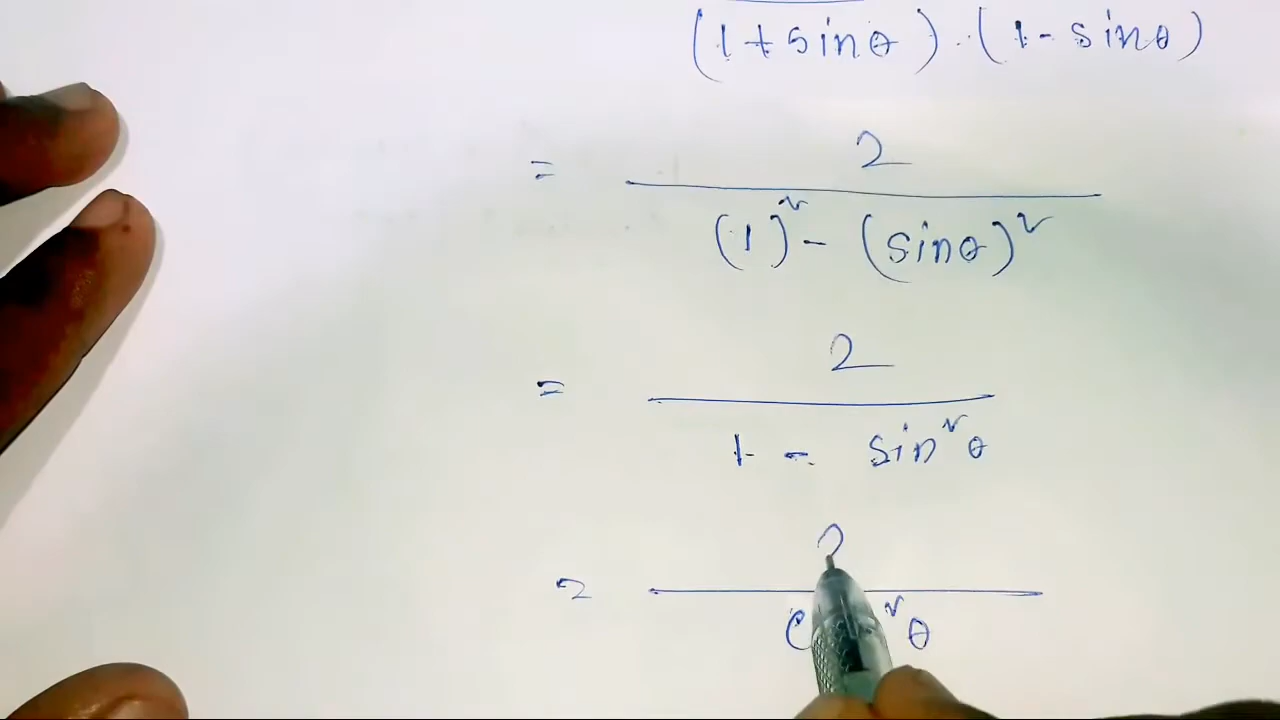 (1 + sinθ) · (1 - sinθ)
= 2
(1)² - (sinθ)²
= 2
1 - sin²θ
= 2
θ